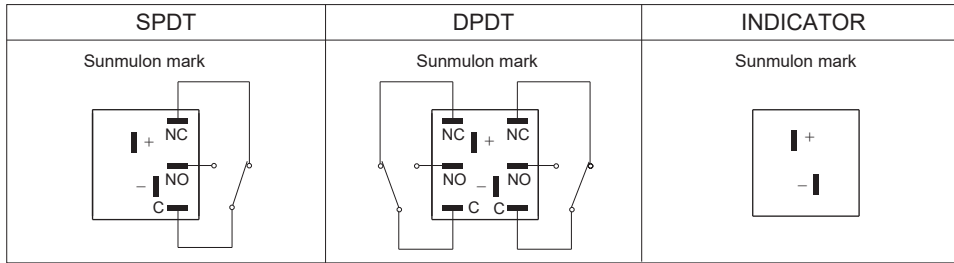 SPDT DPDT INDICATOR
Sunmulon mark Sunmulon mark Sunmulon mark
+ NC NC + NC +
- NO NO - NO -
C C C